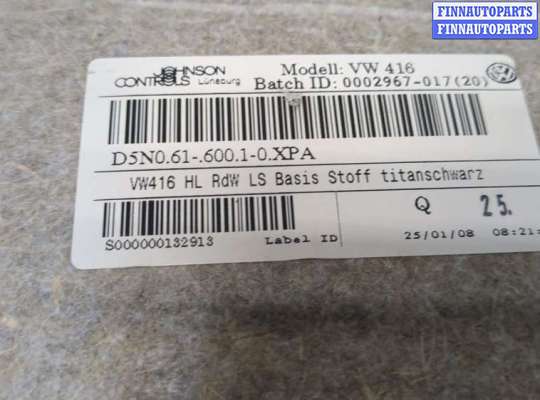 FINNAUTOPARTS
FINNAUTOPARTS
JOHNSON
CONTROLS Lüneburg
Modell: VW 416
Batch ID: 0002967-017(20)
D5N0.61-.600.1-0.XPA
VW416 HL RdW LS Basis Stoff titanschwarz
S000000132913
Label ID
Q
25.
25/01/08
08:21: